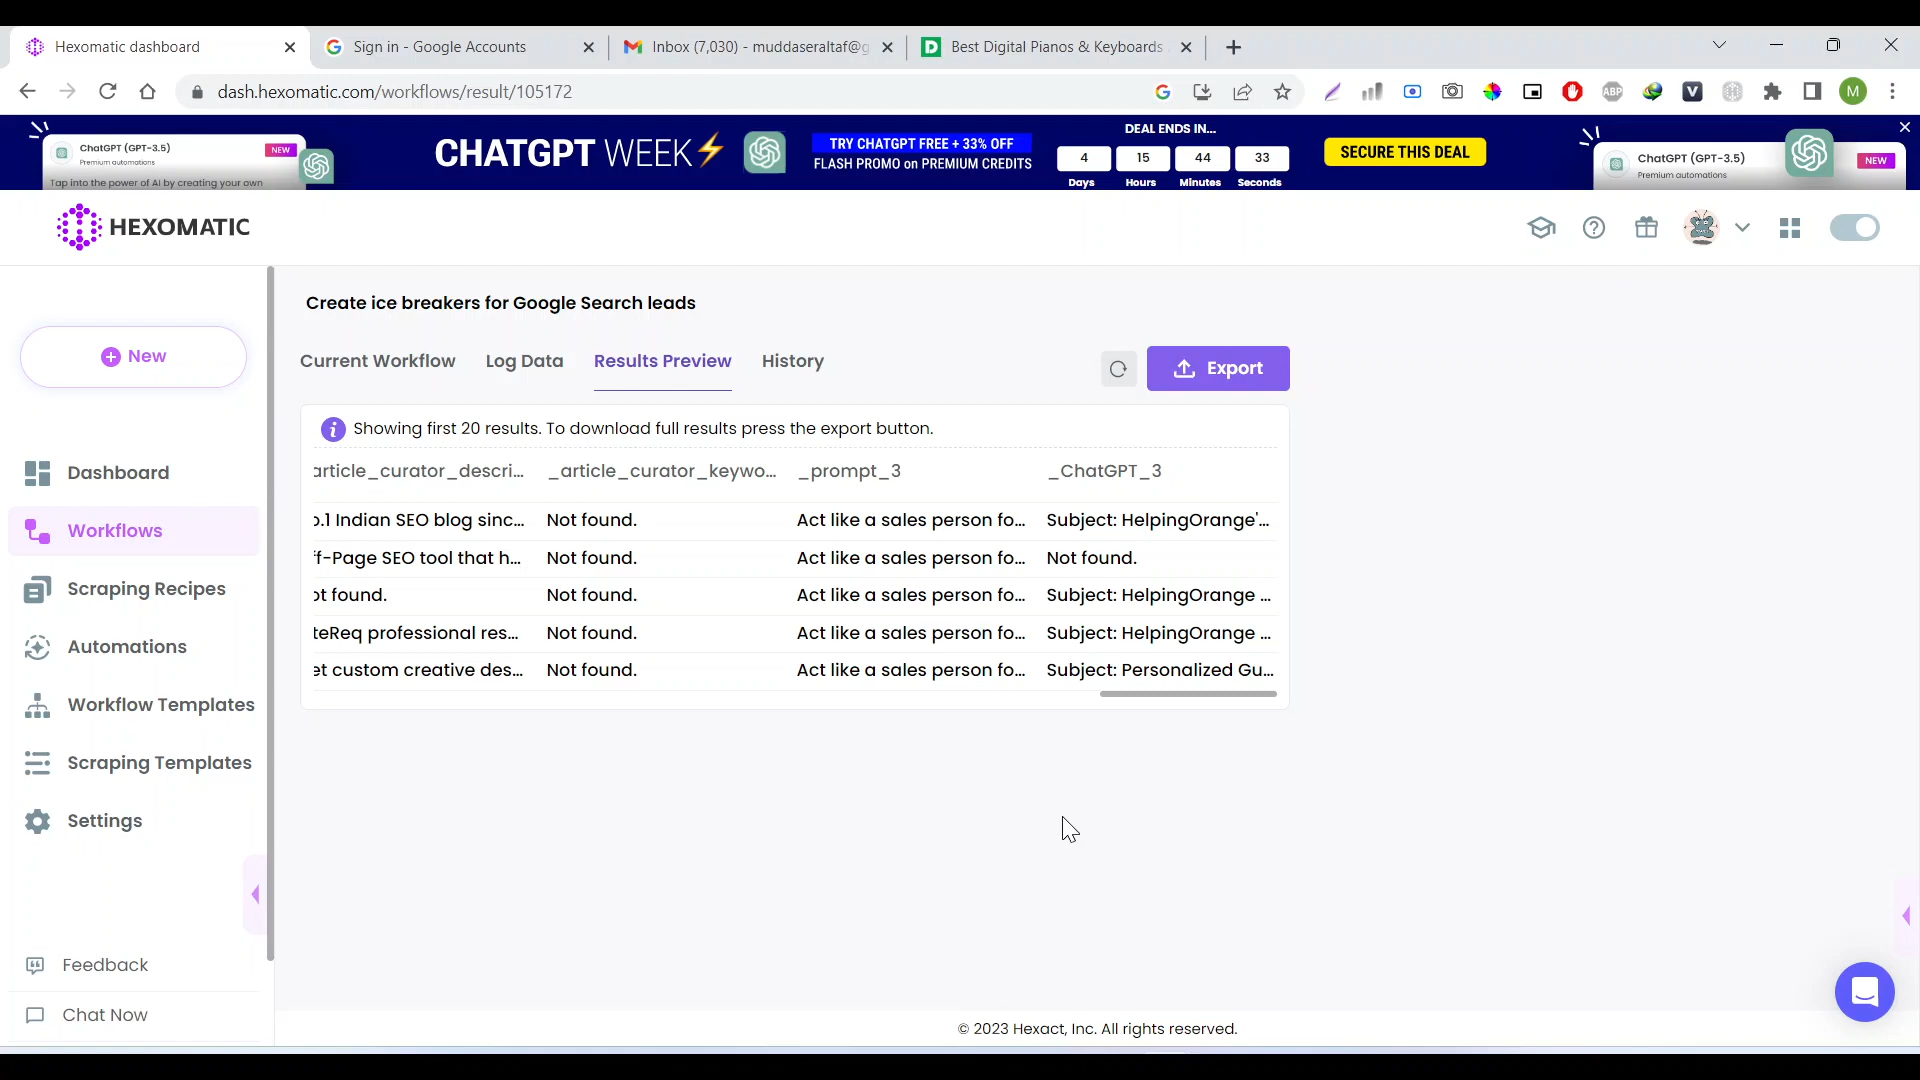 Hexomatic dashboard
Sign in - Google Accounts
Inbox (7,030) - muddaseraltaf@g
Best Digital Pianos & Keyboards
dash.hexomatic.com/workflows/result/105172
ABP
V
M
ChatGPT (GPT-3.5)
Premium automations
NEW
Tap into the power of AI by creating your own
CHATGPT WEEK
TRY CHATGPT FREE + 33% OFF
FLASH PROMO on PREMIUM CREDITS
DEAL ENDS IN...
4 15 44 33
Days Hours Minutes Seconds
SECURE THIS DEAL
ChatGPT (GPT-3.5)
Premium automations
NEW
HEXOMATIC
New
Dashboard
Workflows
Scraping Recipes
Automations
Workflow Templates
Scraping Templates
Settings
Feedback
Chat Now
Create ice breakers for Google Search leads
Current Workflow Log Data Results Preview History
Export
Showing first 20 results. To download full results press the export button.
article_curator_descri... _article_curator_keywo... _prompt_3 _ChatGPT_3
o.1 Indian SEO blog sinc... Not found. Act like a sales person fo... Subject: HelpingOrange'...
ff-Page SEO tool that h... Not found. Act like a sales person fo... Not found.
ot found. Not found. Act like a sales person fo... Subject: HelpingOrange ...
teReq professional res... Not found. Act like a sales person fo... Subject: HelpingOrange ...
et custom creative des... Not found. Act like a sales person fo... Subject: Personalized Gu...
© 2023 Hexact, Inc. All rights reserved.